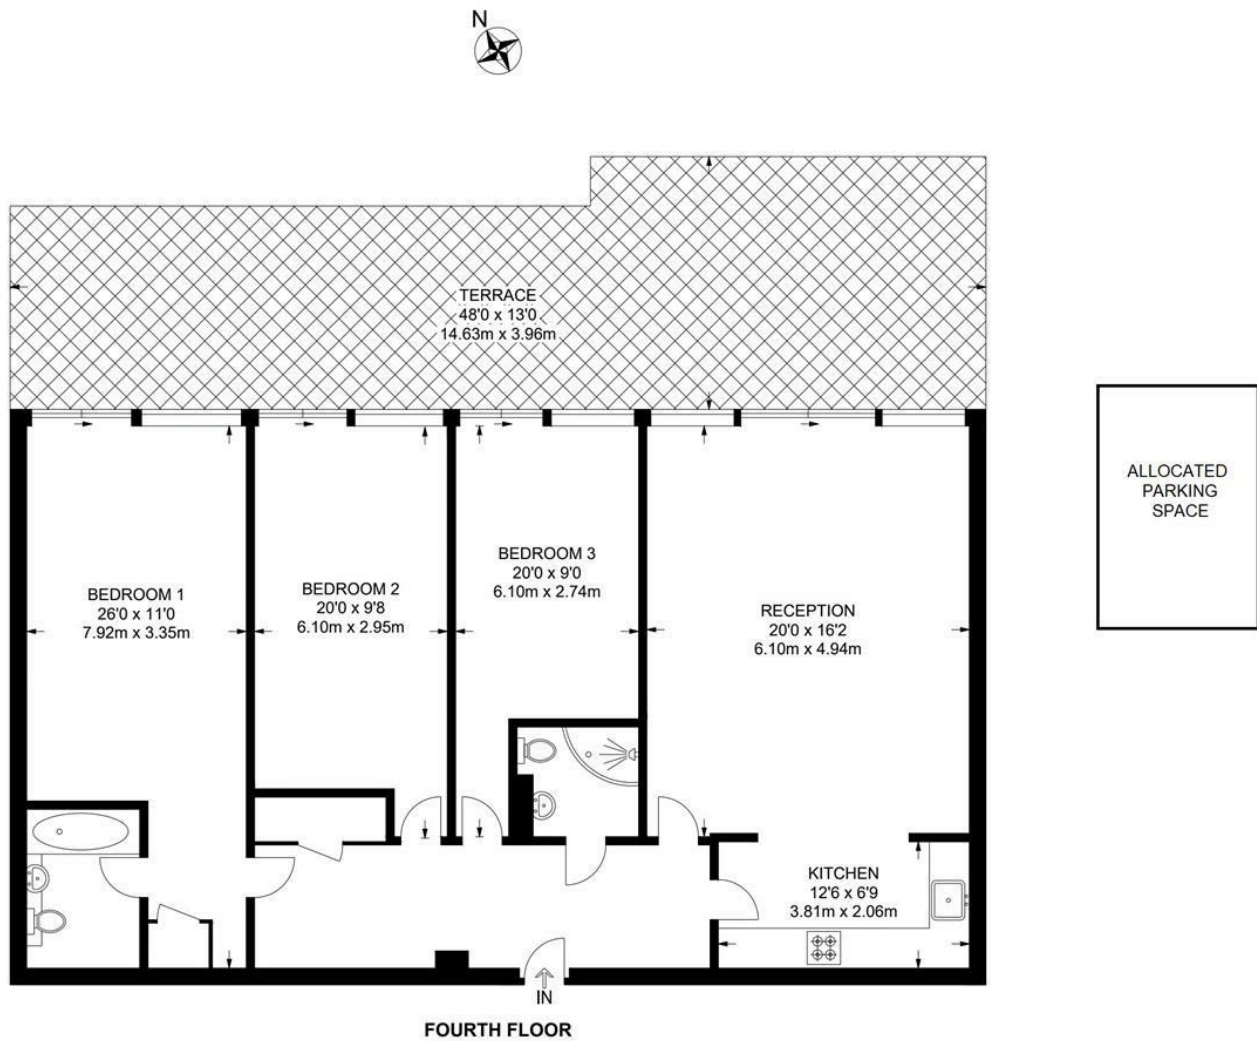 N
TERRACE
48'0 x 13'0
14.63m x 3.96m
ALLOCATED
PARKING
SPACE
BEDROOM 1
26'0 x 11'0
7.92m x 3.35m
BEDROOM 2
20'0 x 9'8
6.10m x 2.95m
BEDROOM 3
20'0 x 9'0
6.10m x 2.74m
RECEPTION
20'0 x 16'2
6.10m x 4.94m
KITCHEN
12'6 x 6'9
3.81m x 2.06m
IN
FOURTH FLOOR